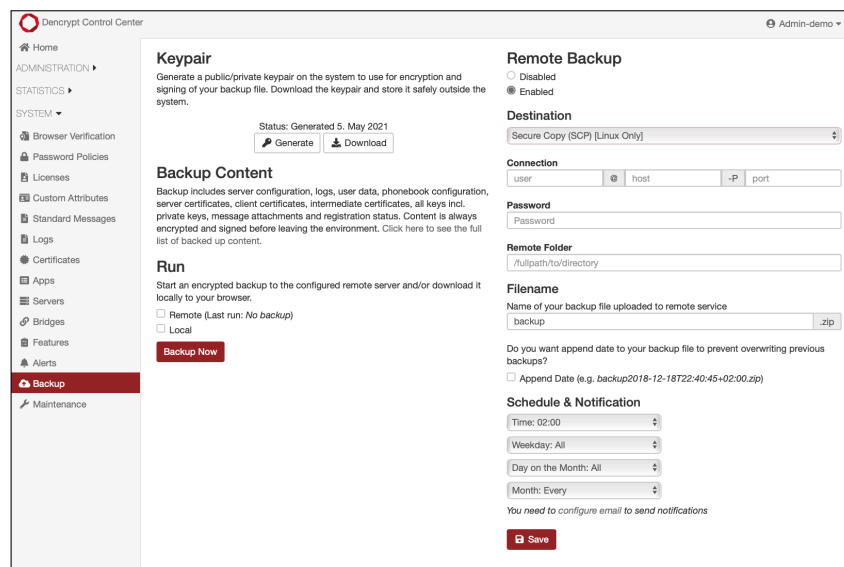 Dencrypt Control Center
Admin-demo
Home
ADMINISTRATION
STATISTICS
SYSTEM
Browser Verification
Password Policies
Licenses
Custom Attributes
Standard Messages
Logs
Certificates
Apps
Servers
Bridges
Features
Alerts
Backup
Maintenance
Keypair
Generate a public/private keypair on the system to use for encryption and
signing of your backup file. Download the keypair and store it safely outside the
system.
Status: Generated 5. May 2021
Generate Download
Backup Content
Backup includes server configuration, logs, user data, phonebook configuration,
server certificates, client certificates, intermediate certificates, all keys incl.
private keys, message attachments and registration status. Content is always
encrypted and signed before leaving the environment. Click here to see the full
list of backed up content.
Run
Start an encrypted backup to the configured remote server and/or download it
locally to your browser.
Remote (Last run: No backup)
Local
Backup Now
Remote Backup
Disabled
Enabled
Destination
Secure Copy (SCP) [Linux Only]
Connection
user @ host -P port
Password
Password
Remote Folder
/fullpath/to/directory
Filename
Name of your backup file uploaded to remote service
backup .zip
Do you want append date to your backup file to prevent overwriting previous
backups?
Append Date (e.g. backup2018-12-18T22:40:45+02:00.zip)
Schedule & Notification
Time: 02:00
Weekday: All
Day on the Month: All
Month: Every
You need to configure email to send notifications
Save